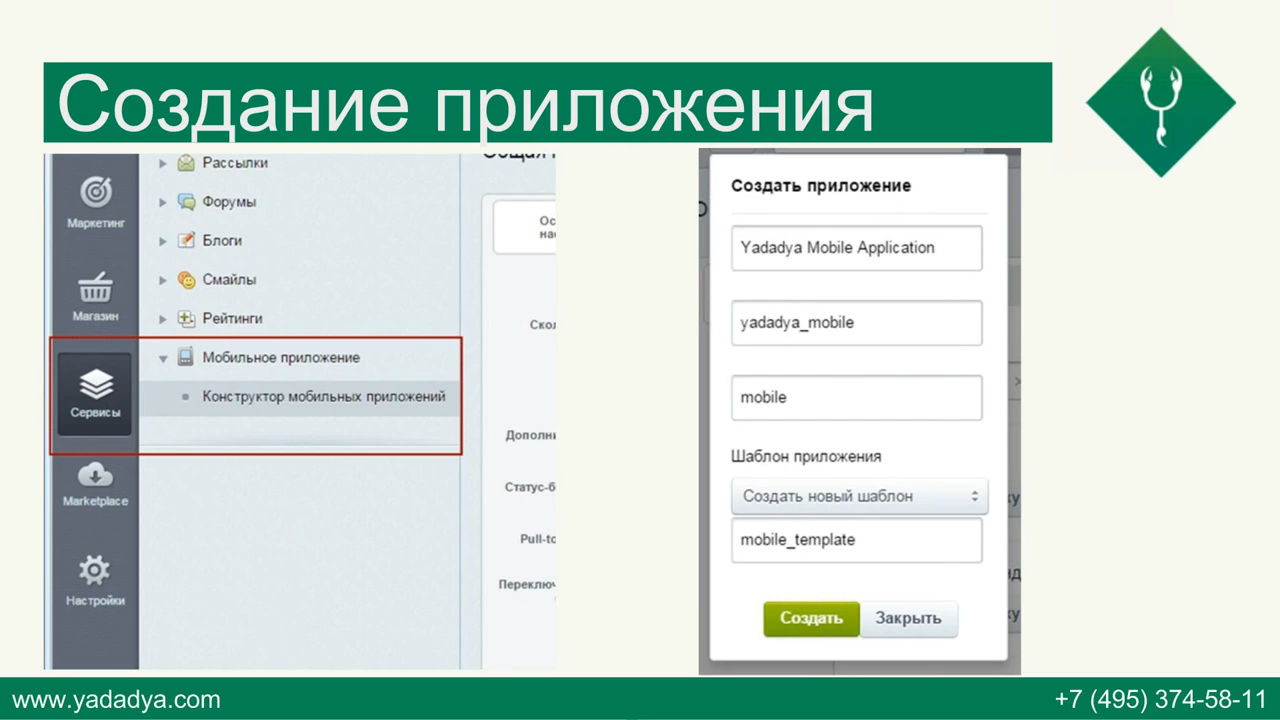 Создание приложения
Маркетинг
Магазин
Сервисы
Marketplace
Настройки
Рассылки
Форумы
Блоги
Смайлы
Рейтинги
Мобильное приложение
Конструктор мобильных приложений
Создать приложение
Yadadya Mobile Application
yadadya_mobile
mobile
Шаблон приложения
Создать новый шаблон
mobile_template
Создать Закрыть
www.yadadya.com
+7 (495) 374-58-11